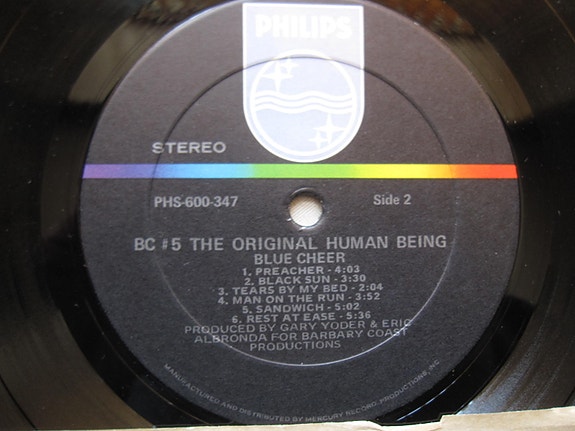 PHILIPS
STEREO
PHS-600-347 Side 2
BC #5 THE ORIGINAL HUMAN BEING
BLUE CHEER
1. PREACHER - 4:03
2. BLACK SUN - 3:30
3. TEARS BY MY BED - 2:04
4. MAN ON THE RUN - 3:52
5. SANDWICH - 5:02
6. REST AT EASE - 5:36
PRODUCED BY GARY YODER & ERIC
ALBRONDA FOR BARBARY COAST
PRODUCTIONS
MANUFACTURED AND DISTRIBUTED BY MERCURY RECORD PRODUCTIONS, INC.